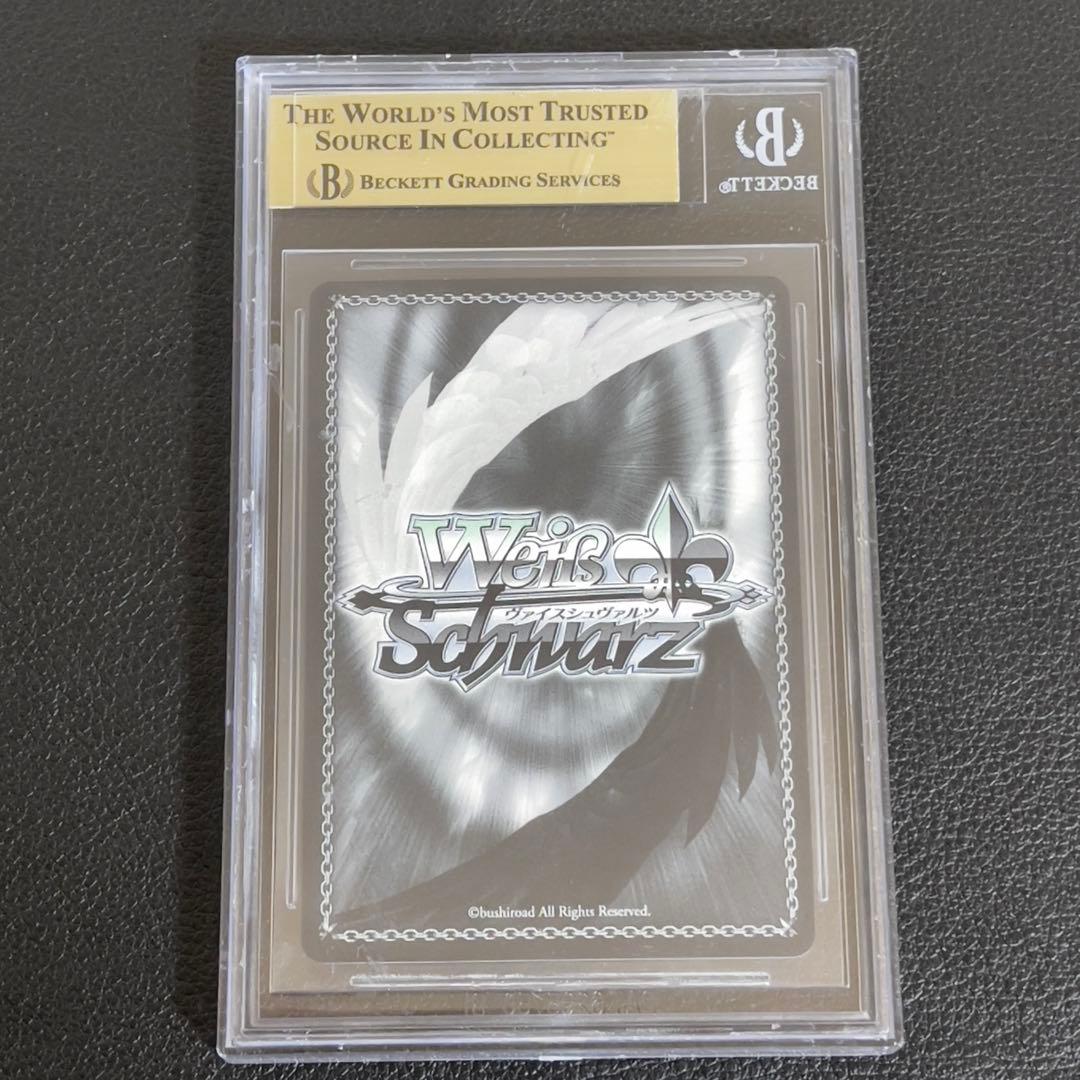 THE WORLD'S MOST TRUSTED
SOURCE IN COLLECTING™
B BECKETT GRADING SERVICES
B
BECKETT®
Weiß
ヴァイスシュヴァルツ
Schwarz
©bushiroad All Rights Reserved.